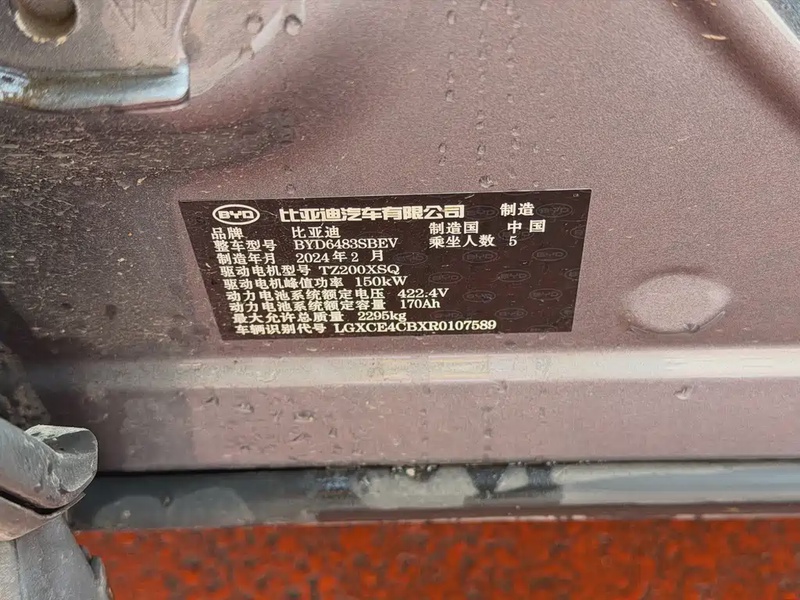 BYD 比亚迪汽车有限公司 制造
品牌 比亚迪 制造国 中国
整车型号 BYD6483SBEV 乘坐人数 5
制造年月 2024年2月
驱动电机型号 TZ200XSQ
驱动电机峰值功率 150kW
动力电池系统额定电压 422.4V
动力电池系统额定容量 170Ah
最大允许总质量 2295kg
车辆识别代号 LGXCE4CBXR0107589